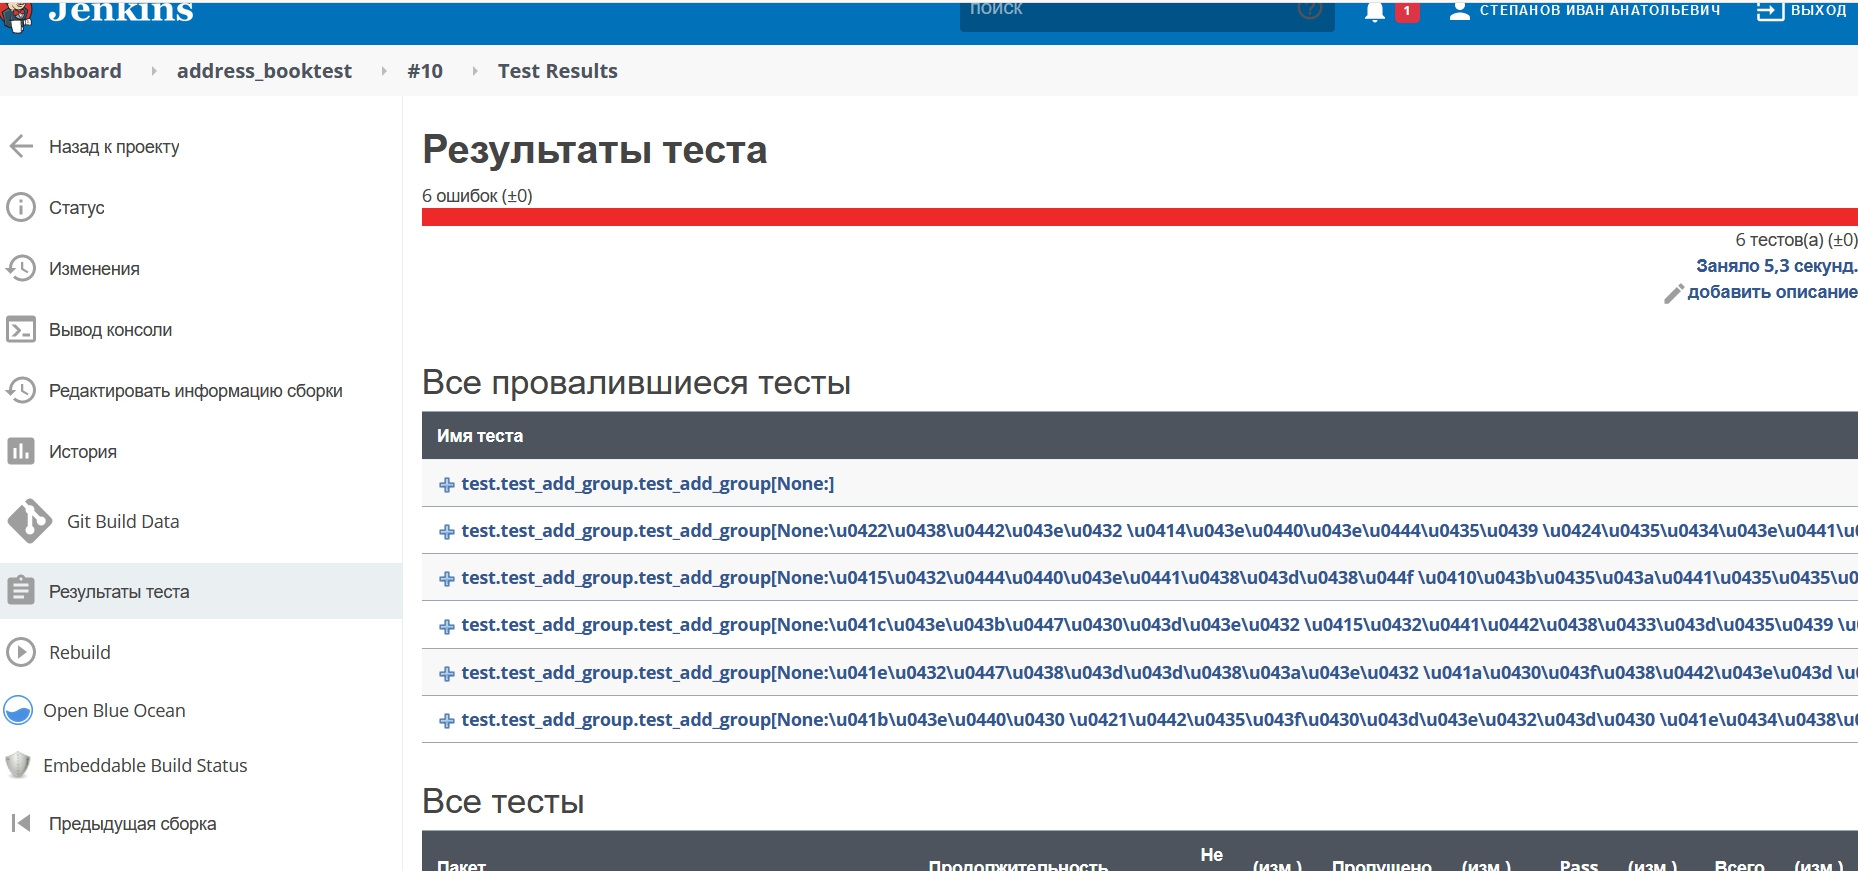 Jenkins
поиск
1
СТЕПАНОВ ИВАН АНАТОЛЬЕВИЧ
ВЫХОД
Dashboard
address_booktest
#10
Test Results
Назад к проекту
Статус
Изменения
Вывод консоли
Редактировать информацию сборки
История
Git Build Data
Результаты теста
Rebuild
Open Blue Ocean
Embeddable Build Status
Предыдущая сборка
Результаты теста
6 ошибок (±0)
6 тестов(а) (±0)
Заняло 5,3 секунд.
добавить описание
Все провалившиеся тесты
Имя теста
test.test_add_group.test_add_group[None:]
test.test_add_group.test_add_group[None:\u0422\u0438\u0442\u043e\u0432 \u0414\u043e\u0440\u043e\u0444\u0435\u0439 \u0424\u0435\u0434\u043e\u0441\u0
test.test_add_group.test_add_group[None:\u0415\u0432\u0444\u0440\u043e\u0441\u0438\u043d\u0438\u044f \u0410\u043b\u0435\u043a\u0441\u0435\u0435\u0
test.test_add_group.test_add_group[None:\u041c\u043e\u043b\u0447\u0430\u043d\u043e\u0432 \u0415\u0432\u0441\u0442\u0438\u0433\u043d\u0435\u0439 \u
test.test_add_group.test_add_group[None:\u041e\u0432\u0447\u0438\u043d\u043d\u0438\u043a\u043e\u0432 \u041a\u0430\u043f\u0438\u0442\u043e\u043d \u
test.test_add_group.test_add_group[None:\u041b\u043e\u0440\u0430 \u0421\u0442\u0435\u043f\u0430\u043d\u043e\u0432\u043d\u0430 \u041e\u0434\u0438\u
Все тесты
Пакет
Продолжительность
Не
(изм.)
Пропущено
(изм.)
Pass
(изм.)
Всего
(изм.)